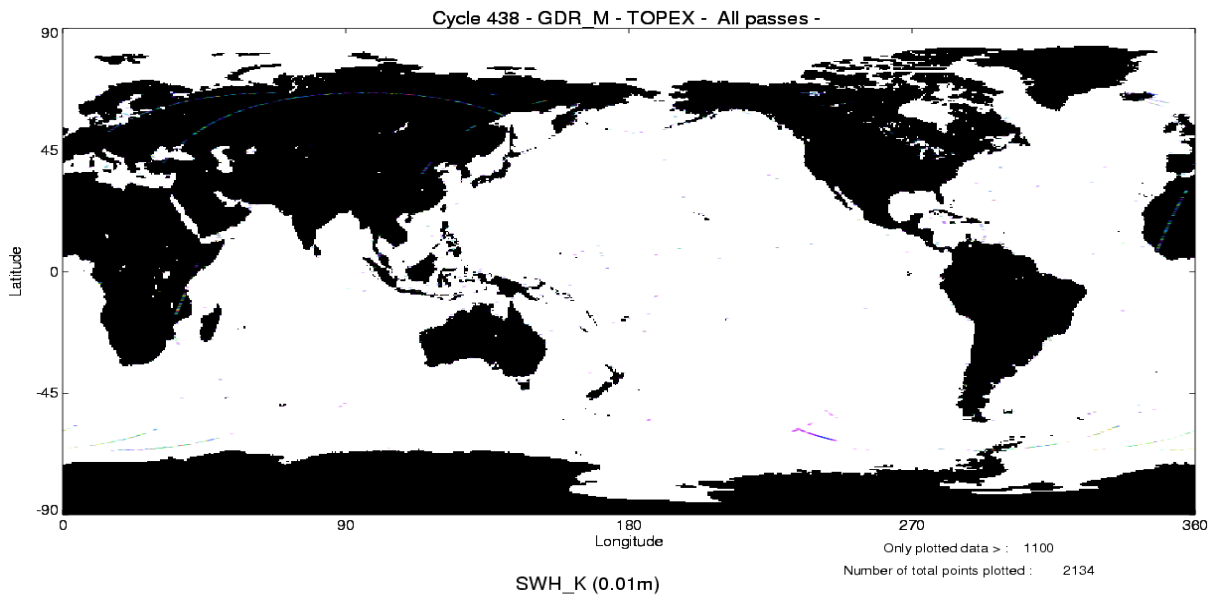 Cycle 438 - GDR_M - TOPEX - All passes -
90
45
0
-45
-90
Latitude
0 90 180 270 360
Longitude
Only plotted data > : 1100
Number of total points plotted : 2134
SWH_K (0.01m)